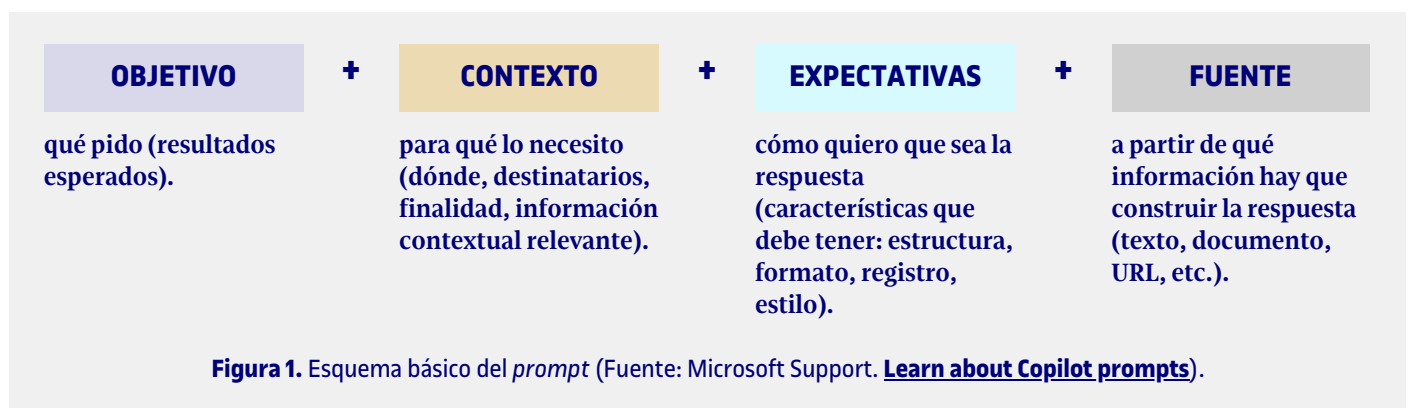 OBJETIVO + CONTEXTO + EXPECTATIVAS + FUENTE
qué pido (resultados
esperados).
para qué lo necesito
(dónde, destinatarios,
finalidad, información
contextual relevante).
cómo quiero que sea la
respuesta
(características que
debe tener: estructura,
formato, registro,
estilo).
a partir de qué
información hay que
construir la respuesta
(texto, documento,
URL, etc.).
Figura 1. Esquema básico del prompt (Fuente: Microsoft Support. Learn about Copilot prompts).